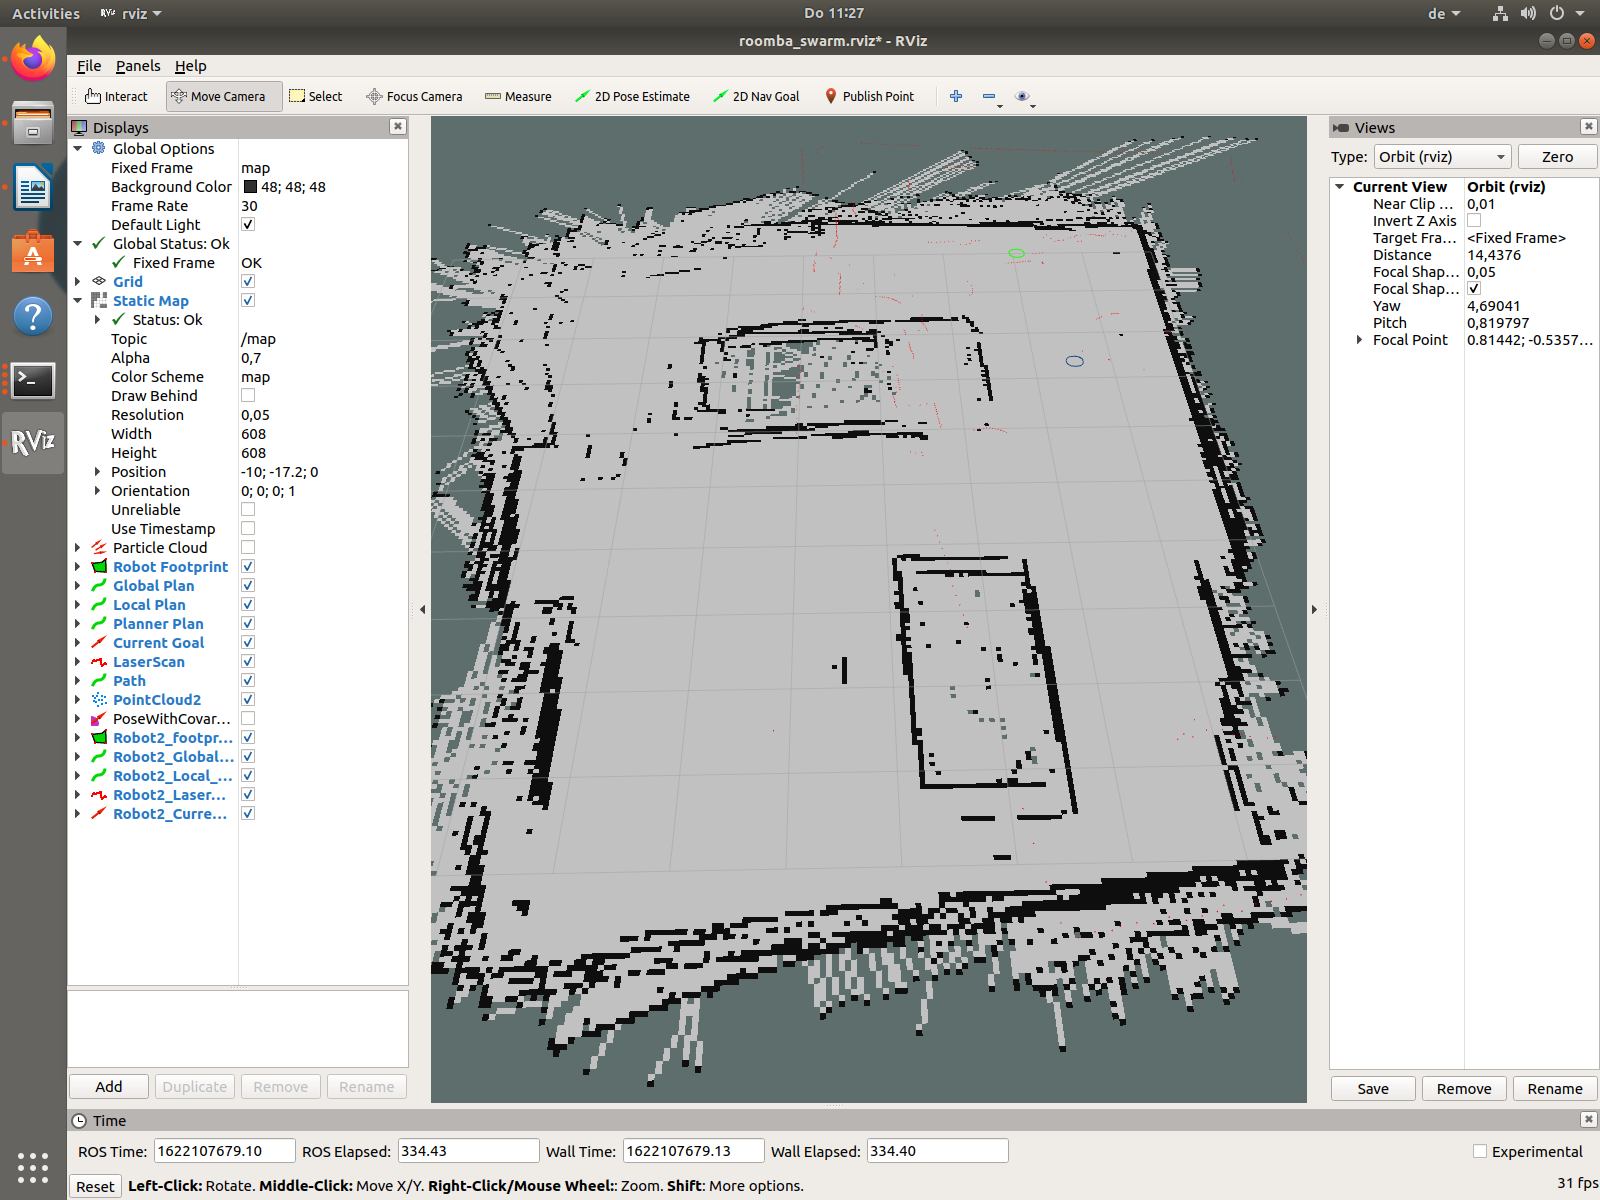 Activities
rviz
Do 11:27
de
roomba_swarm.rviz* - RViz
File Panels Help
Interact
Move Camera
Select
Focus Camera
Measure
2D Pose Estimate
2D Nav Goal
Publish Point
Displays
Global Options
Fixed Frame map
Background Color 48; 48; 48
Frame Rate 30
Default Light
Global Status: Ok
Fixed Frame OK
Grid
Static Map
Status: Ok
Topic /map
Alpha 0,7
Color Scheme map
Draw Behind
Resolution 0,05
Width 608
Height 608
Position -10; -17.2; 0
Orientation 0; 0; 0; 1
Unreliable
Use Timestamp
Particle Cloud
Robot Footprint
Global Plan
Local Plan
Planner Plan
Current Goal
LaserScan
Path
PointCloud2
PoseWithCovar...
Robot2_footpr...
Robot2_Global...
Robot2_Local_...
Robot2_Laser...
Robot2_Curre...
Add
Duplicate
Remove
Rename
Views
Type: Orbit (rviz)
Zero
Current View Orbit (rviz)
Near Clip ... 0,01
Invert Z Axis
Target Fra... <Fixed Frame>
Distance 14,4376
Focal Shap... 0,05
Focal Shap...
Yaw 4,69041
Pitch 0,819797
Focal Point 0.81442; -0.5357...
Save
Remove
Rename
RViz
Time
ROS Time: 1622107679.10 ROS Elapsed: 334.43 Wall Time: 1622107679.13 Wall Elapsed: 334.40
Experimental
Reset
Left-Click: Rotate. Middle-Click: Move X/Y. Right-Click/Mouse Wheel:: Zoom. Shift: More options.
31 fps